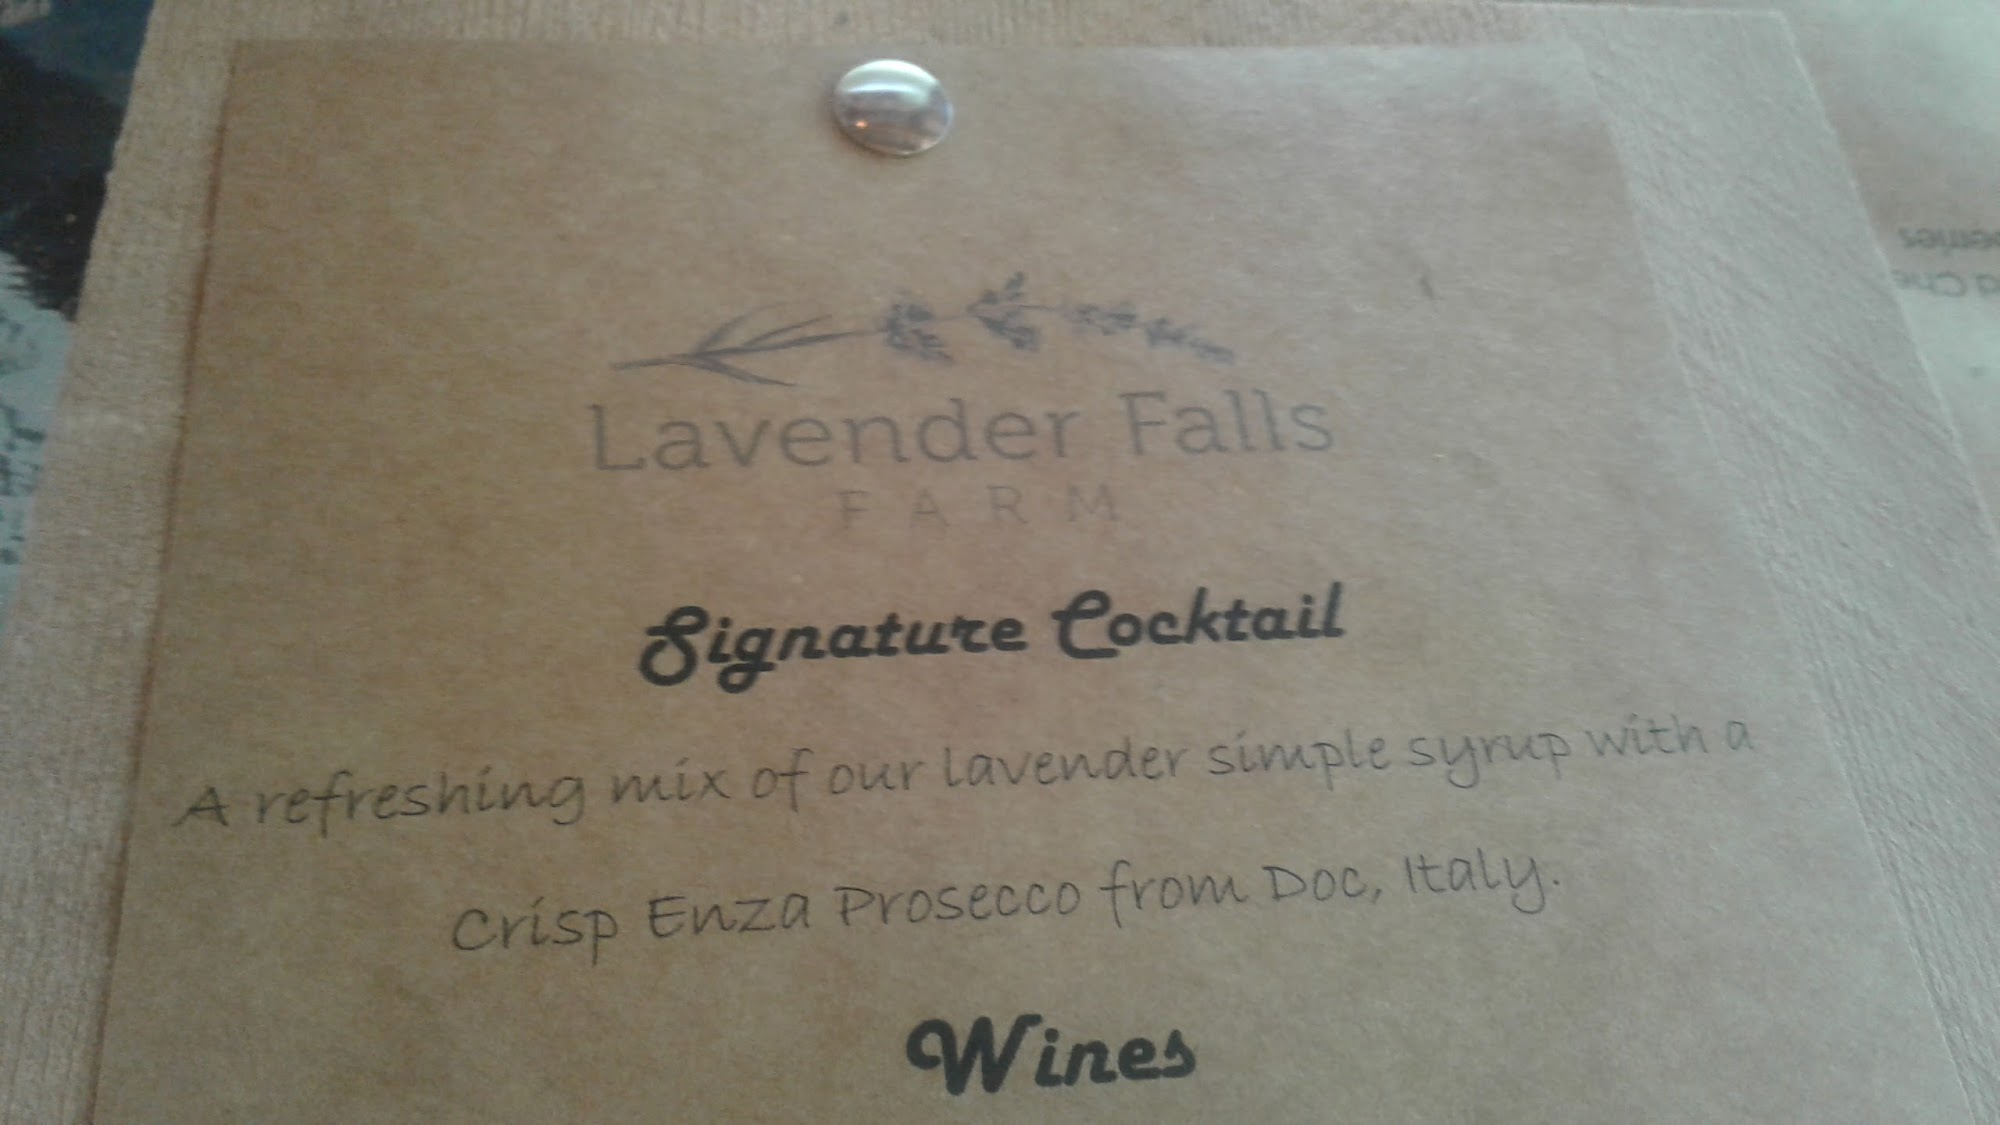 Lavender Falls
FARM
Signature Cocktail
A refreshing mix of our lavender simple syrup with a
Crisp Enza Prosecco from Doc, Italy.
Wines